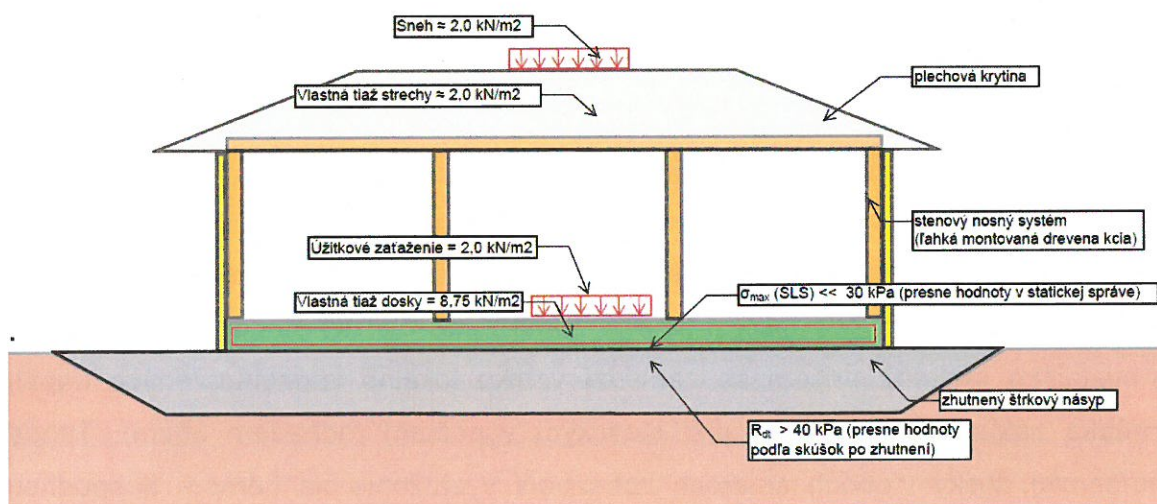 Sneh ≈ 2,0 kN/m2
plechová krytina
Vlastná tiaž strechy ≈ 2,0 kN/m2
stenový nosný systém
(ľahká montovaná drevena kcia)
Úžitkové zaťaženie = 2,0 kN/m2
Vlastná tiaž dosky = 8,75 kN/m2
σmax (SLS) << 30 kPa (presne hodnoty v statickej správe)
zhutnený štrkový násyp
Rdt > 40 kPa (presne hodnoty
podľa skúšok po zhutnení)